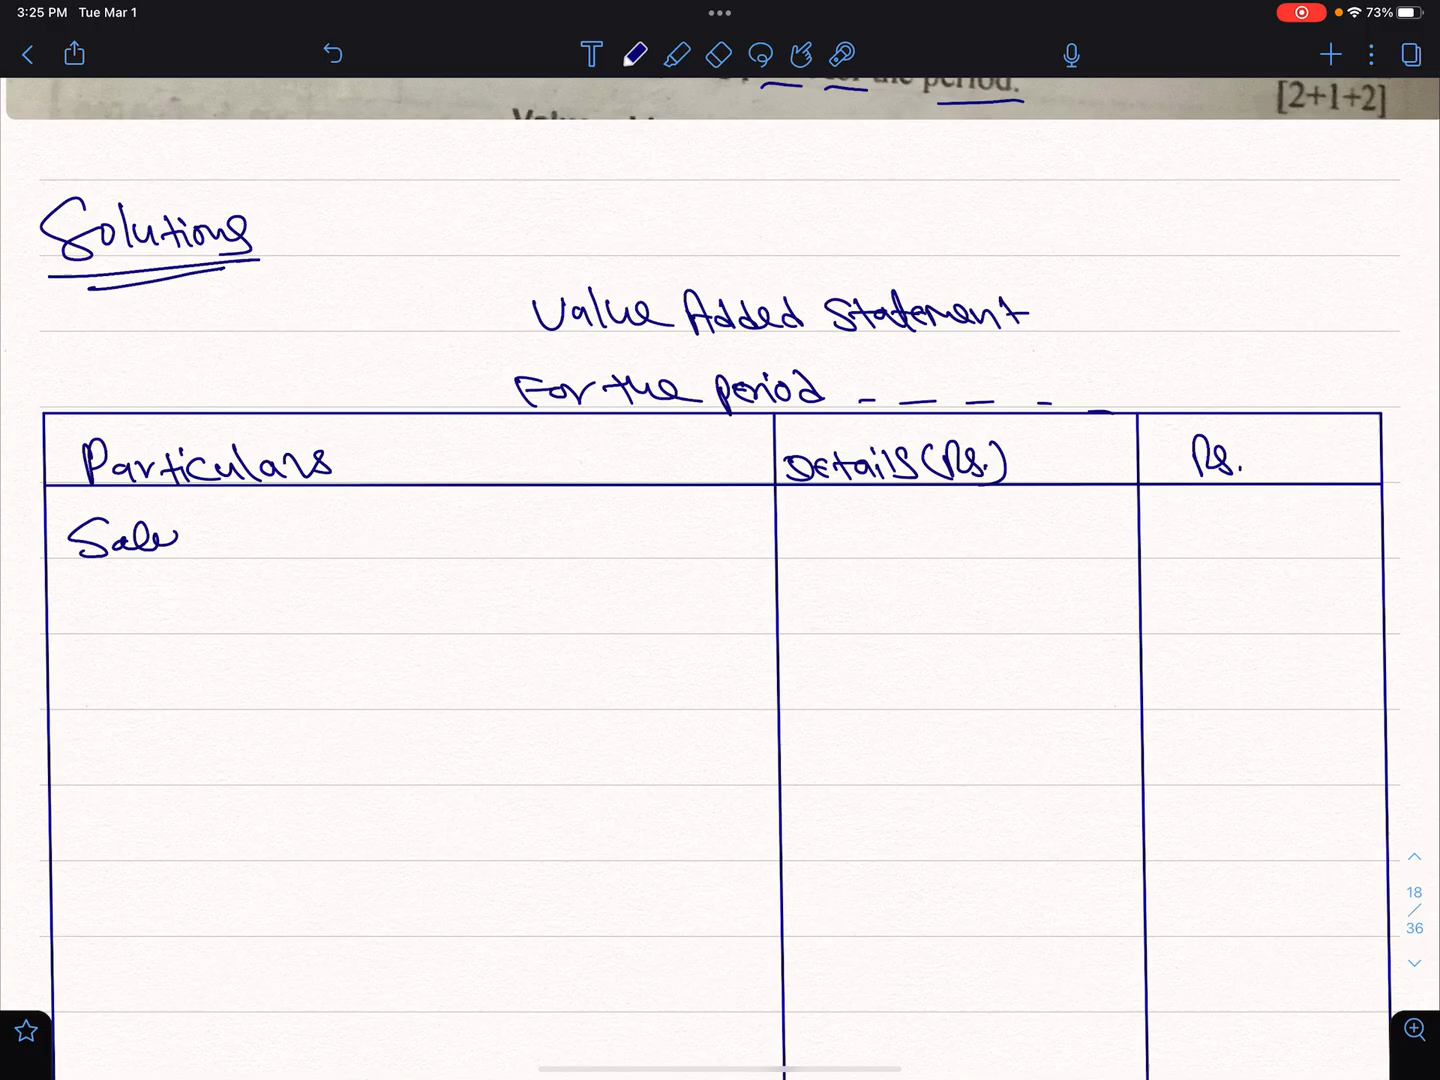 3:25 PM Tue Mar 1
73%
the period.
[2+1+2]
Solutions
Value Added Statement
For the period - - - - -
Particulars Details (Rs.) Rs.
Sale
18
36